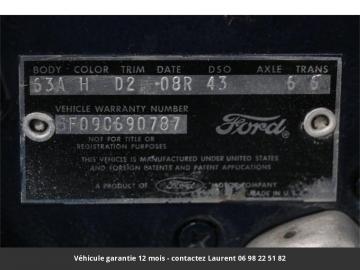 BODY COLOR TRIM DATE DSO AXLE TRANS
63A H D2 -08R 43 6 6
VEHICLE WARRANTY NUMBER
5F09C690787
Ford
NOT FOR TITLE OR
REGISTRATION PURPOSES
THIS VEHICLE IS MANUFACTURED UNDER UNITED STATES
AND FOREIGN PATENTS AND PATENT APPLICATIONS
A PRODUCT OF Ford MOTOR COMPANY
MADE IN U.S.
Véhicule garantie 12 mois - contactez Laurent 06 98 22 51 82